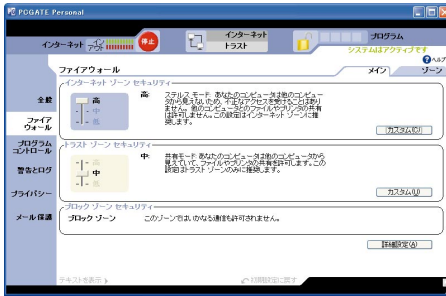 PCGATE Personal
インターネット イン アウト
停止
インターネット
トラスト
プログラム
システムはアクティブです
ヘルプ
ファイアウォール
メイン
ゾーン
全般
ファイア
ウォール
プログラム
コントロール
警告とログ
プライバシー
メール保護
インターネット ゾーン セキュリティー
高
中
低
高:
ステルス モード: あなたのコンピュータは他のコンピュー
タから見えないため、不正なアクセスを受けることはあり
ません。他のコンピュータとのファイルやプリンタの共有
は許可しません。この設定はインターネット ゾーンに推
奨します。
カスタム(C)
トラスト ゾーン セキュリティー
高
中
低
中:
共有モード: あなたのコンピュータは他のコンピュータから
見えていて、ファイルやプリンタの共有を許可します。この
設定はトラスト ゾーンのみに推奨します。
カスタム(U)
ブロック ゾーン セキュリティー
ブロック ゾーン
このゾーンでは、いかなる通信も許可されません。
詳細設定(A)
テキストを表示
初期設定に戻す